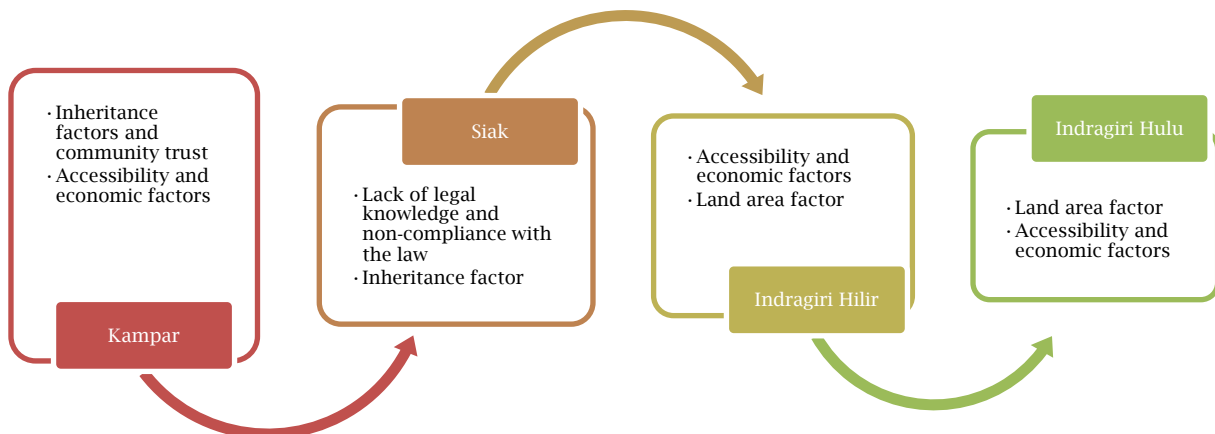 · Inheritance
factors and
community trust
· Accessibility and
economic factors
Kampar
Siak
· Lack of legal
knowledge and
non-compliance with
the law
· Inheritance factor
· Accessibility and
economic factors
· Land area factor
Indragiri Hilir
Indragiri Hulu
· Land area factor
· Accessibility and
economic factors